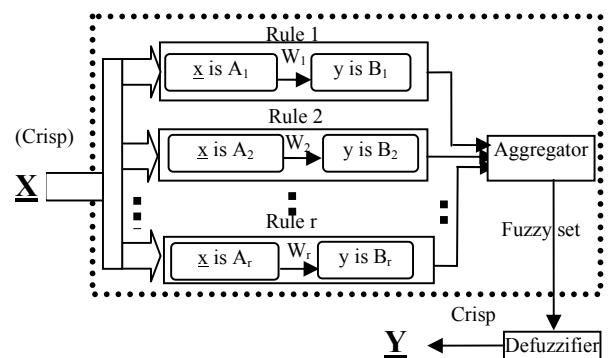 Rule 1
x is A1
W1
y is B1
(Crisp)
X
Rule 2
x is A2
W2
y is B2
Aggregator
Rule r
x is Ar
Wr
y is Br
Fuzzy set
Crisp
Y
Defuzzifier